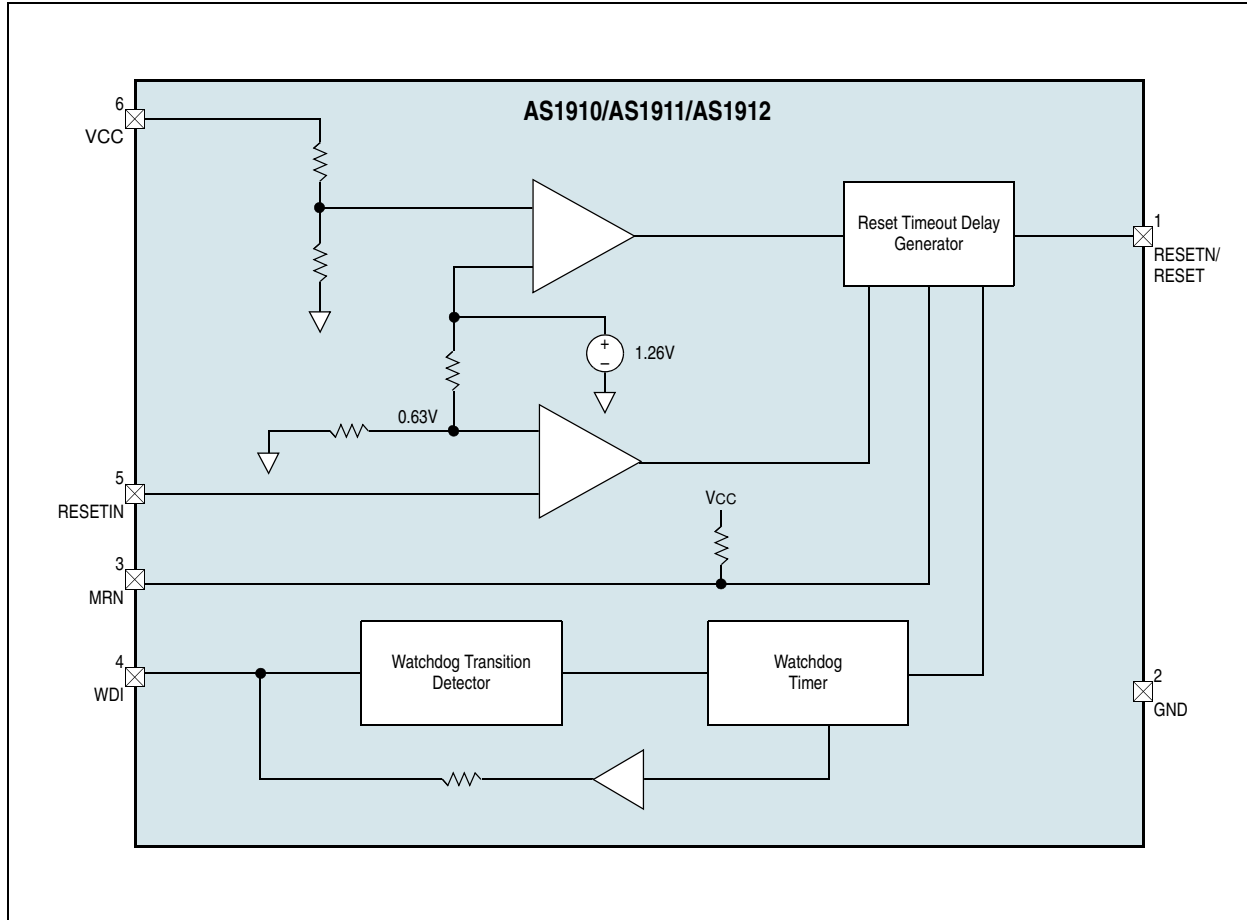 AS1910/AS1911/AS1912
6
VCC
Reset Timeout Delay
Generator
1
RESETN/
RESET
+
–
1.26V
0.63V
5
RESETIN
VCC
3
MRN
4
WDI
Watchdog Transition
Detector
Watchdog
Timer
2
GND